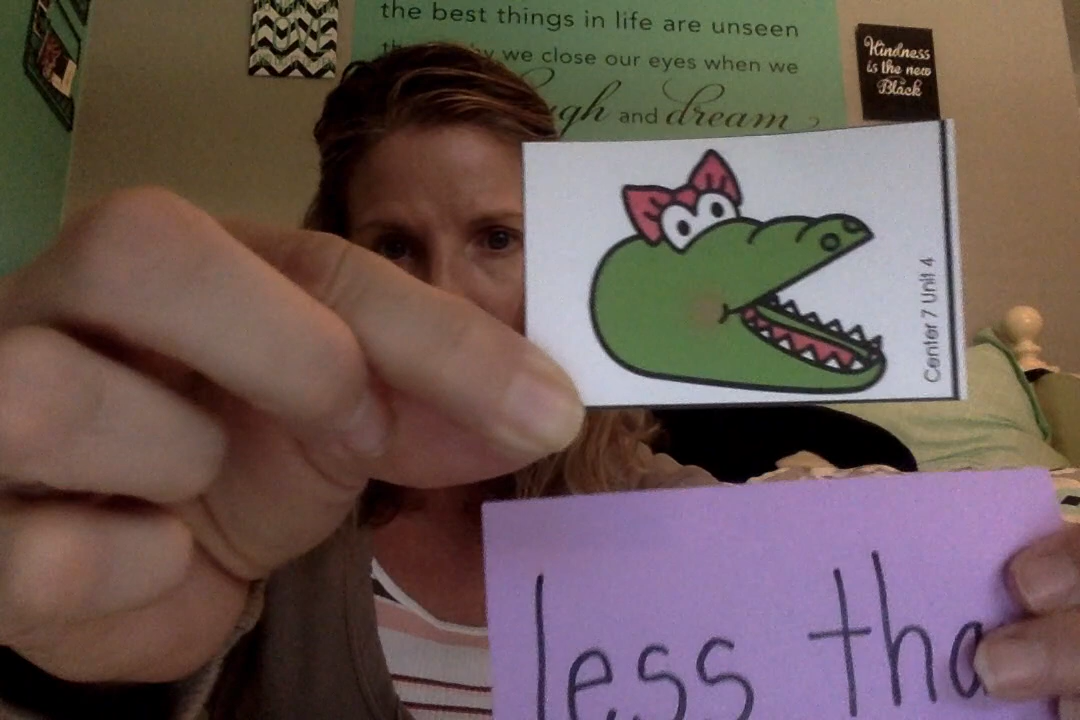 the best things in life are unseen
we close our eyes when we
and dream
Kindness
is the new
Black
Center 7 Unit 4
less tha